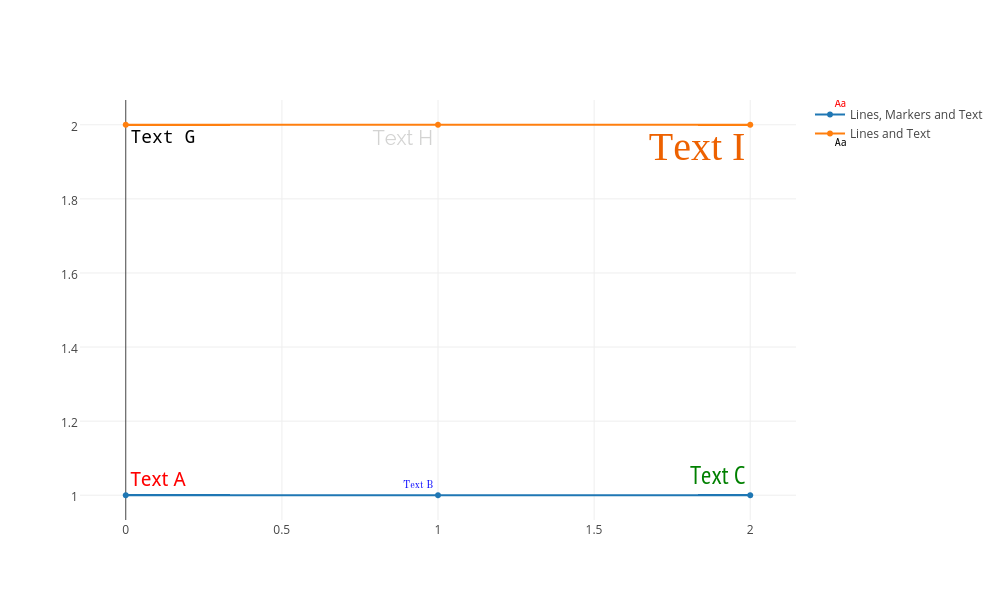 Aa
Lines, Markers and Text
Lines and Text
Aa
2
Text G
Text H
Text I
1.8
1.6
1.4
1.2
1
Text A
Text B
Text C
0
0.5
1
1.5
2